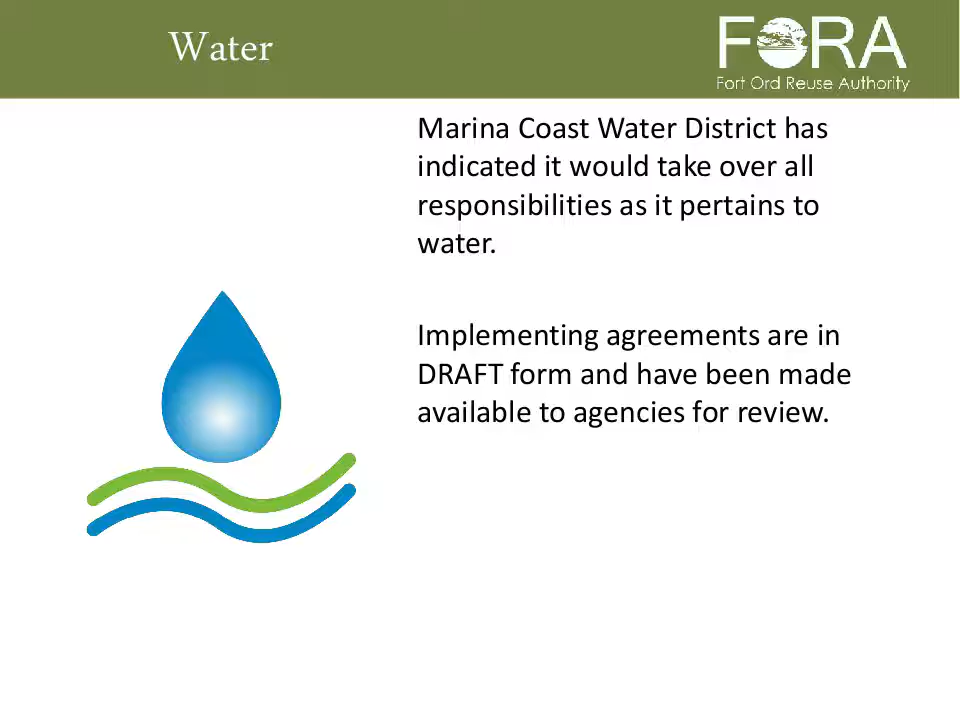 Water
FORA
Fort Ord Reuse Authority
Marina Coast Water District has
indicated it would take over all
responsibilities as it pertains to
water.
Implementing agreements are in
DRAFT form and have been made
available to agencies for review.